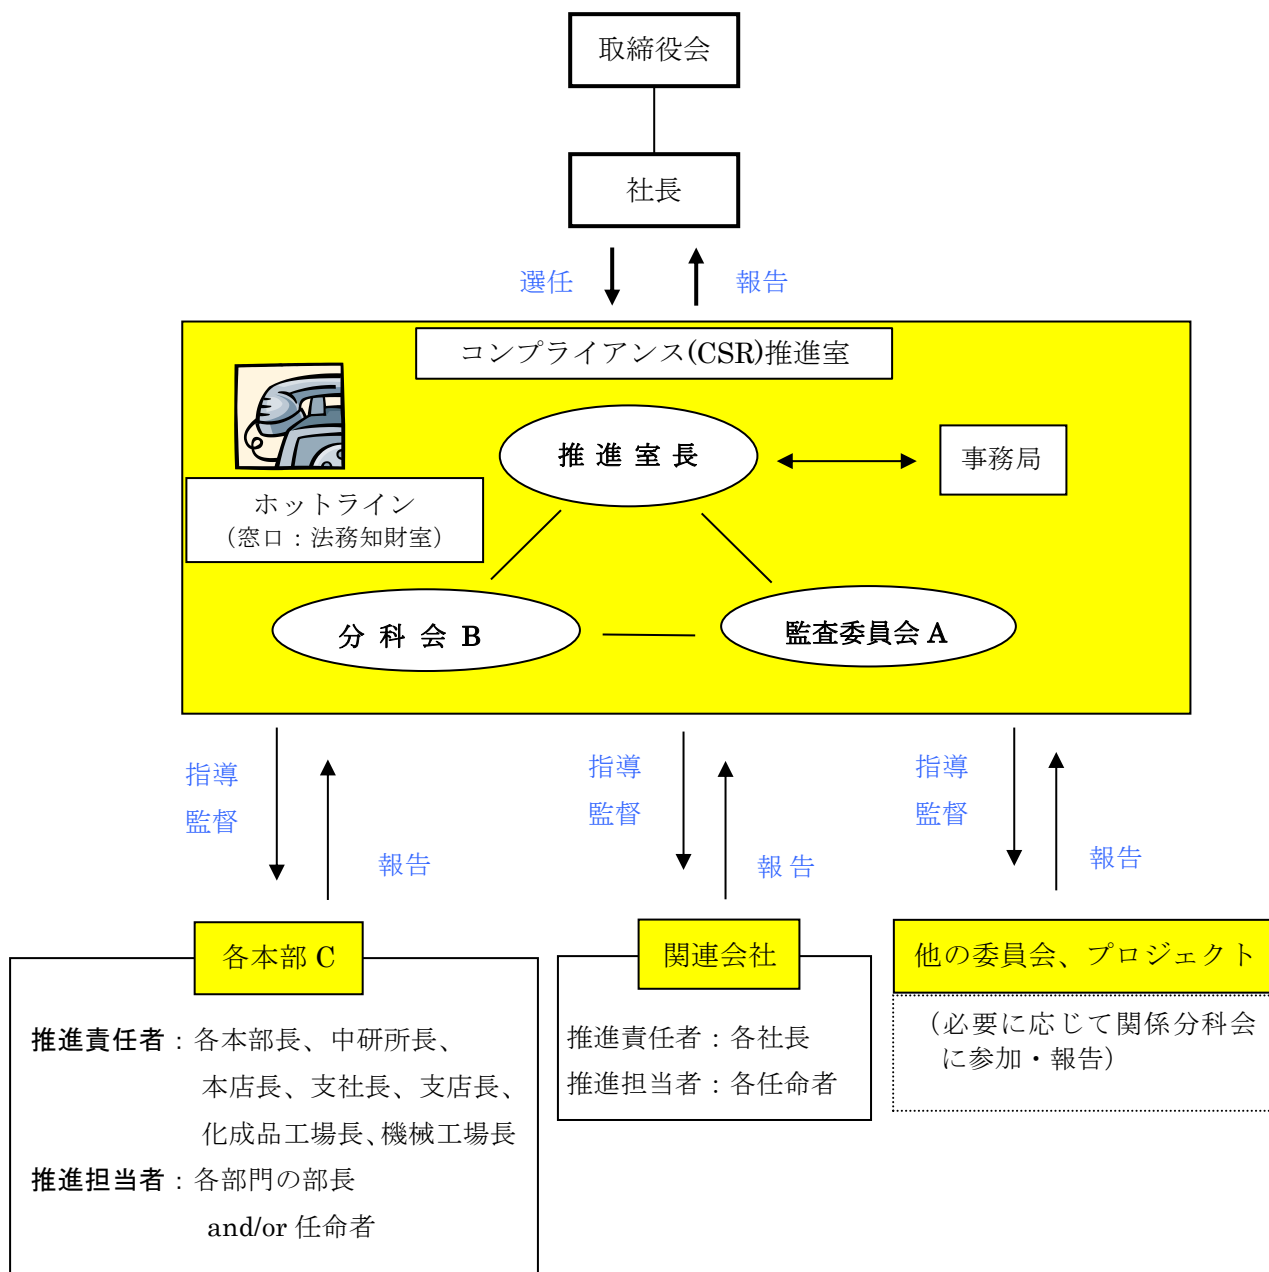 取締役会
社長
選任
報告
コンプライアンス(CSR)推進室
推進室長
事務局
ホットライン
（窓口：法務知財室）
分科会 B
監査委員会 A
指導
監督
報告
指導
監督
報告
指導
監督
報告
各本部 C
推進責任者：各本部長、中研所長、
本店長、支社長、支店長、
化成品工場長、機械工場長
推進担当者：各部門の部長
and/or 任命者
関連会社
推進責任者：各社長
推進担当者：各任命者
他の委員会、プロジェクト
（必要に応じて関係分科会
に参加・報告）